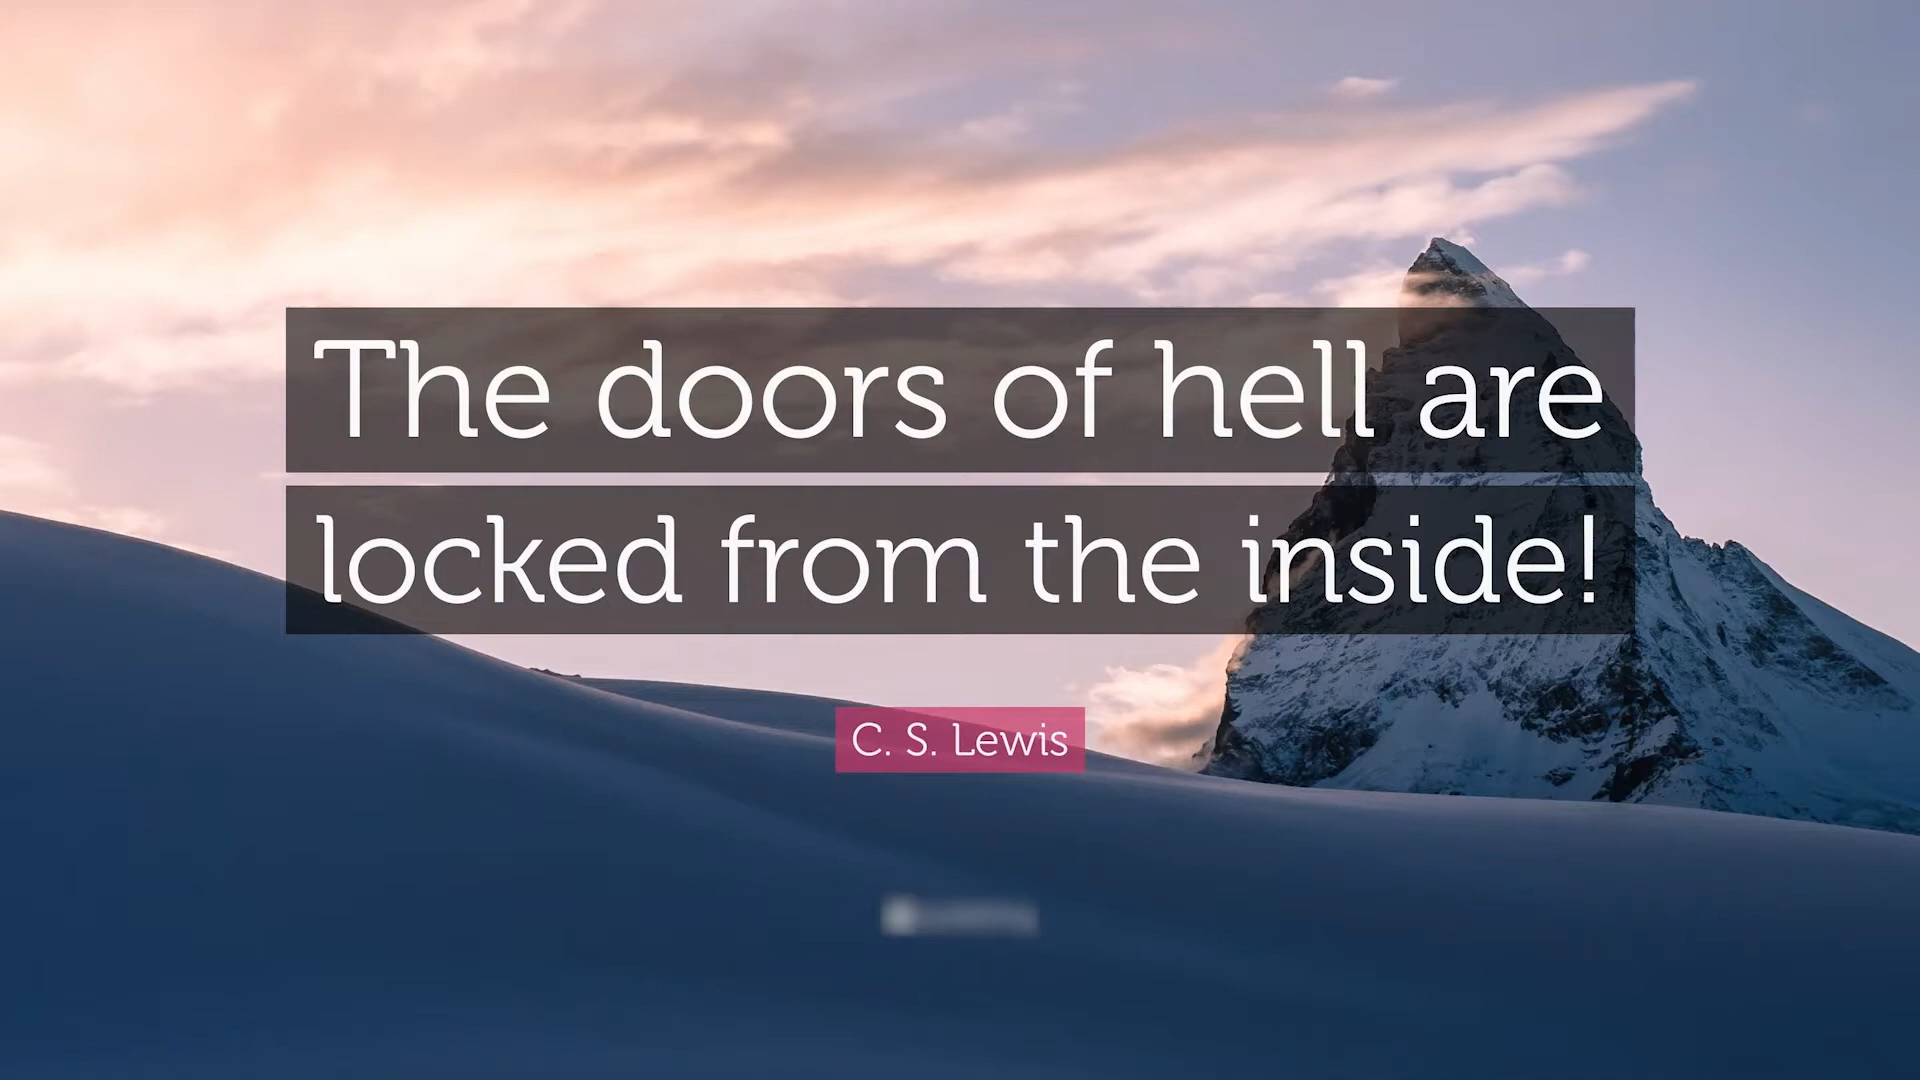 The doors of hell are
locked from the inside!
C. S. Lewis